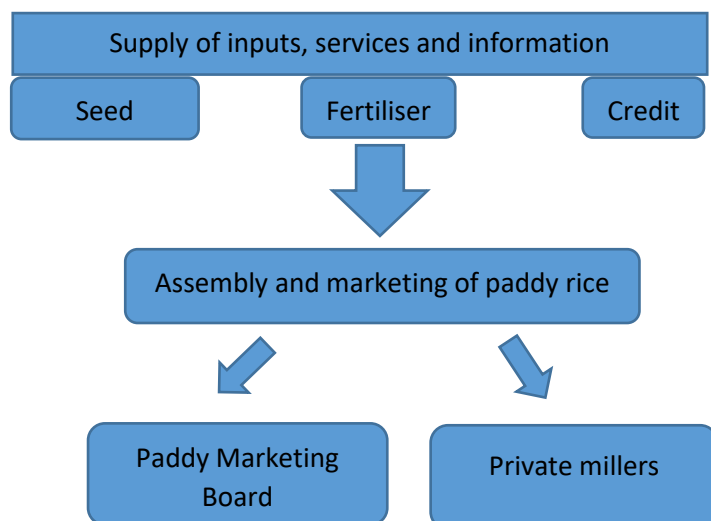 Supply of inputs, services and information
Seed
Fertiliser
Credit
Assembly and marketing of paddy rice
Paddy Marketing
Board
Private millers